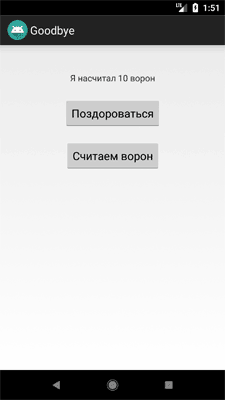 1:51
Goodbye
Я насчитал 10 ворон
Поздороваться
Считаем ворон